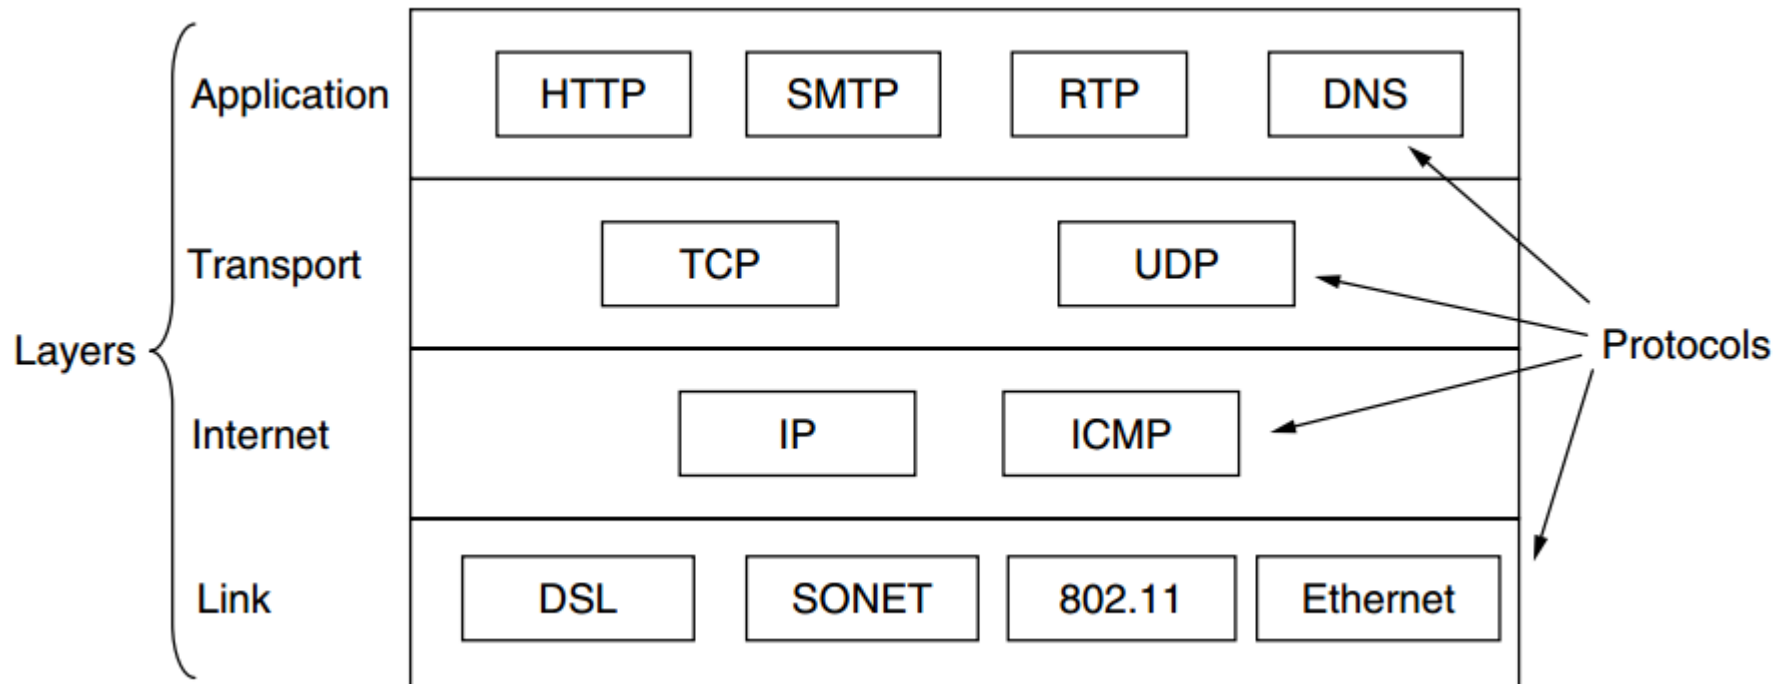 Application HTTP SMTP RTP DNS
Transport TCP UDP
Layers Protocols
Internet IP ICMP
Link DSL SONET 802.11 Ethernet